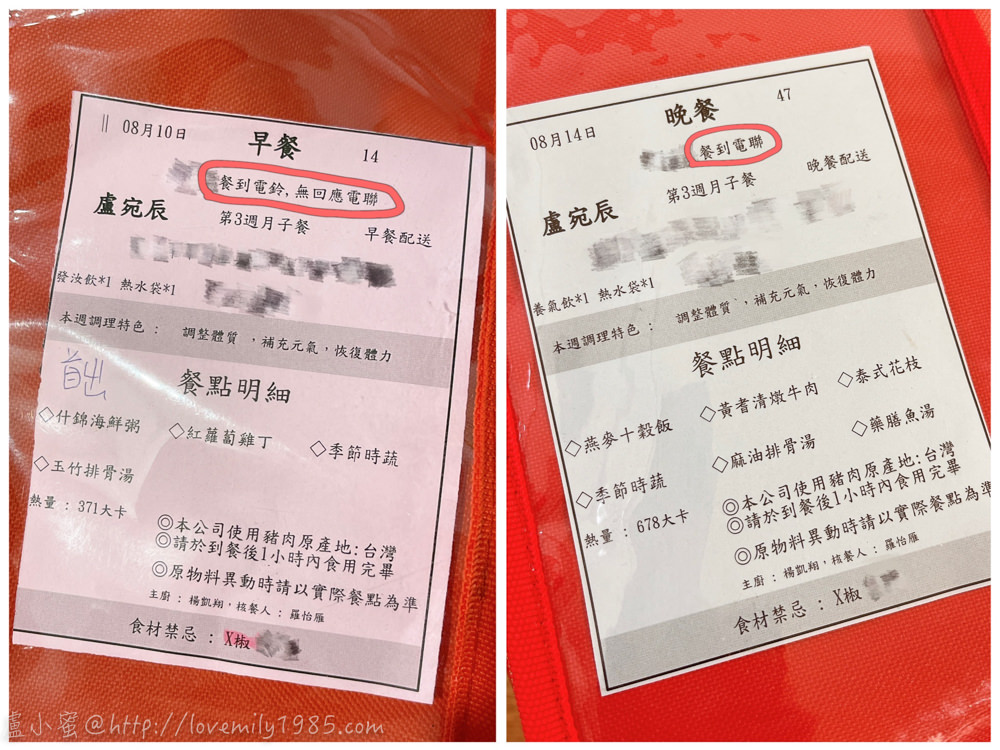 08月10日
早餐
14
餐到電鈴,無回應電聯
盧宛辰
第3週月子餐
早餐配送
發汝飲*1 熱水袋*1
本週調理特色： 調整體質 ，補充元氣，恢復體力
首出
餐點明細
◇什錦海鮮粥
◇紅蘿蔔雞丁
◇季節時蔬
◇玉竹排骨湯
熱量：371大卡
◎本公司使用豬肉原產地:台灣
◎請於到餐後1小時內食用完畢
◎原物料異動時請以實際餐點為準
主廚：楊凱翔，核餐人：羅怡雁
食材禁忌：X椒
08月14日
晚餐
47
餐到電聯
盧宛辰
第3週月子餐
晚餐配送
養氣飲*1 熱水袋*1
本週調理特色： 調整體質 ，補充元氣，恢復體力
餐點明細
◇燕麥十穀飯
◇黃耆清燉牛肉
◇泰式花枝
◇季節時蔬
◇麻油排骨湯
◇藥膳魚湯
熱量：678大卡
◎本公司使用豬肉原產地:台灣
◎請於到餐後1小時內食用完畢
◎原物料異動時請以實際餐點為準
主廚：楊凱翔，核餐人：羅怡雁
食材禁忌：X椒
盧小蜜@http://lovemily1985.com